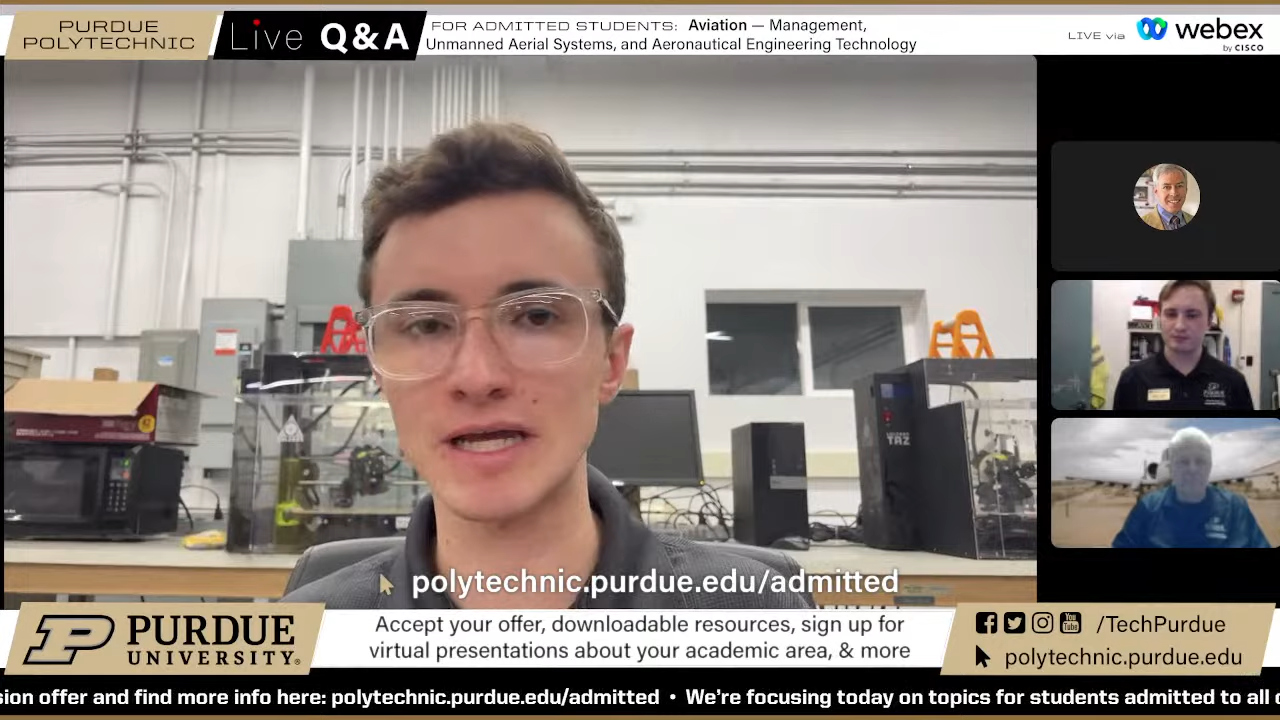 PURDUE
POLYTECHNIC
Live Q&A
FOR ADMITTED STUDENTS: Aviation — Management,
Unmanned Aerial Systems, and Aeronautical Engineering Technology
LIVE via
webex
by CISCO
TAZ
polytechnic.purdue.edu/admitted
P PURDUE
UNIVERSITY®
Accept your offer, downloadable resources, sign up for
virtual presentations about your academic area, & more
You
Tube
/TechPurdue
polytechnic.purdue.edu
sion offer and find more info here: polytechnic.purdue.edu/admitted • We're focusing today on topics for students admitted to all